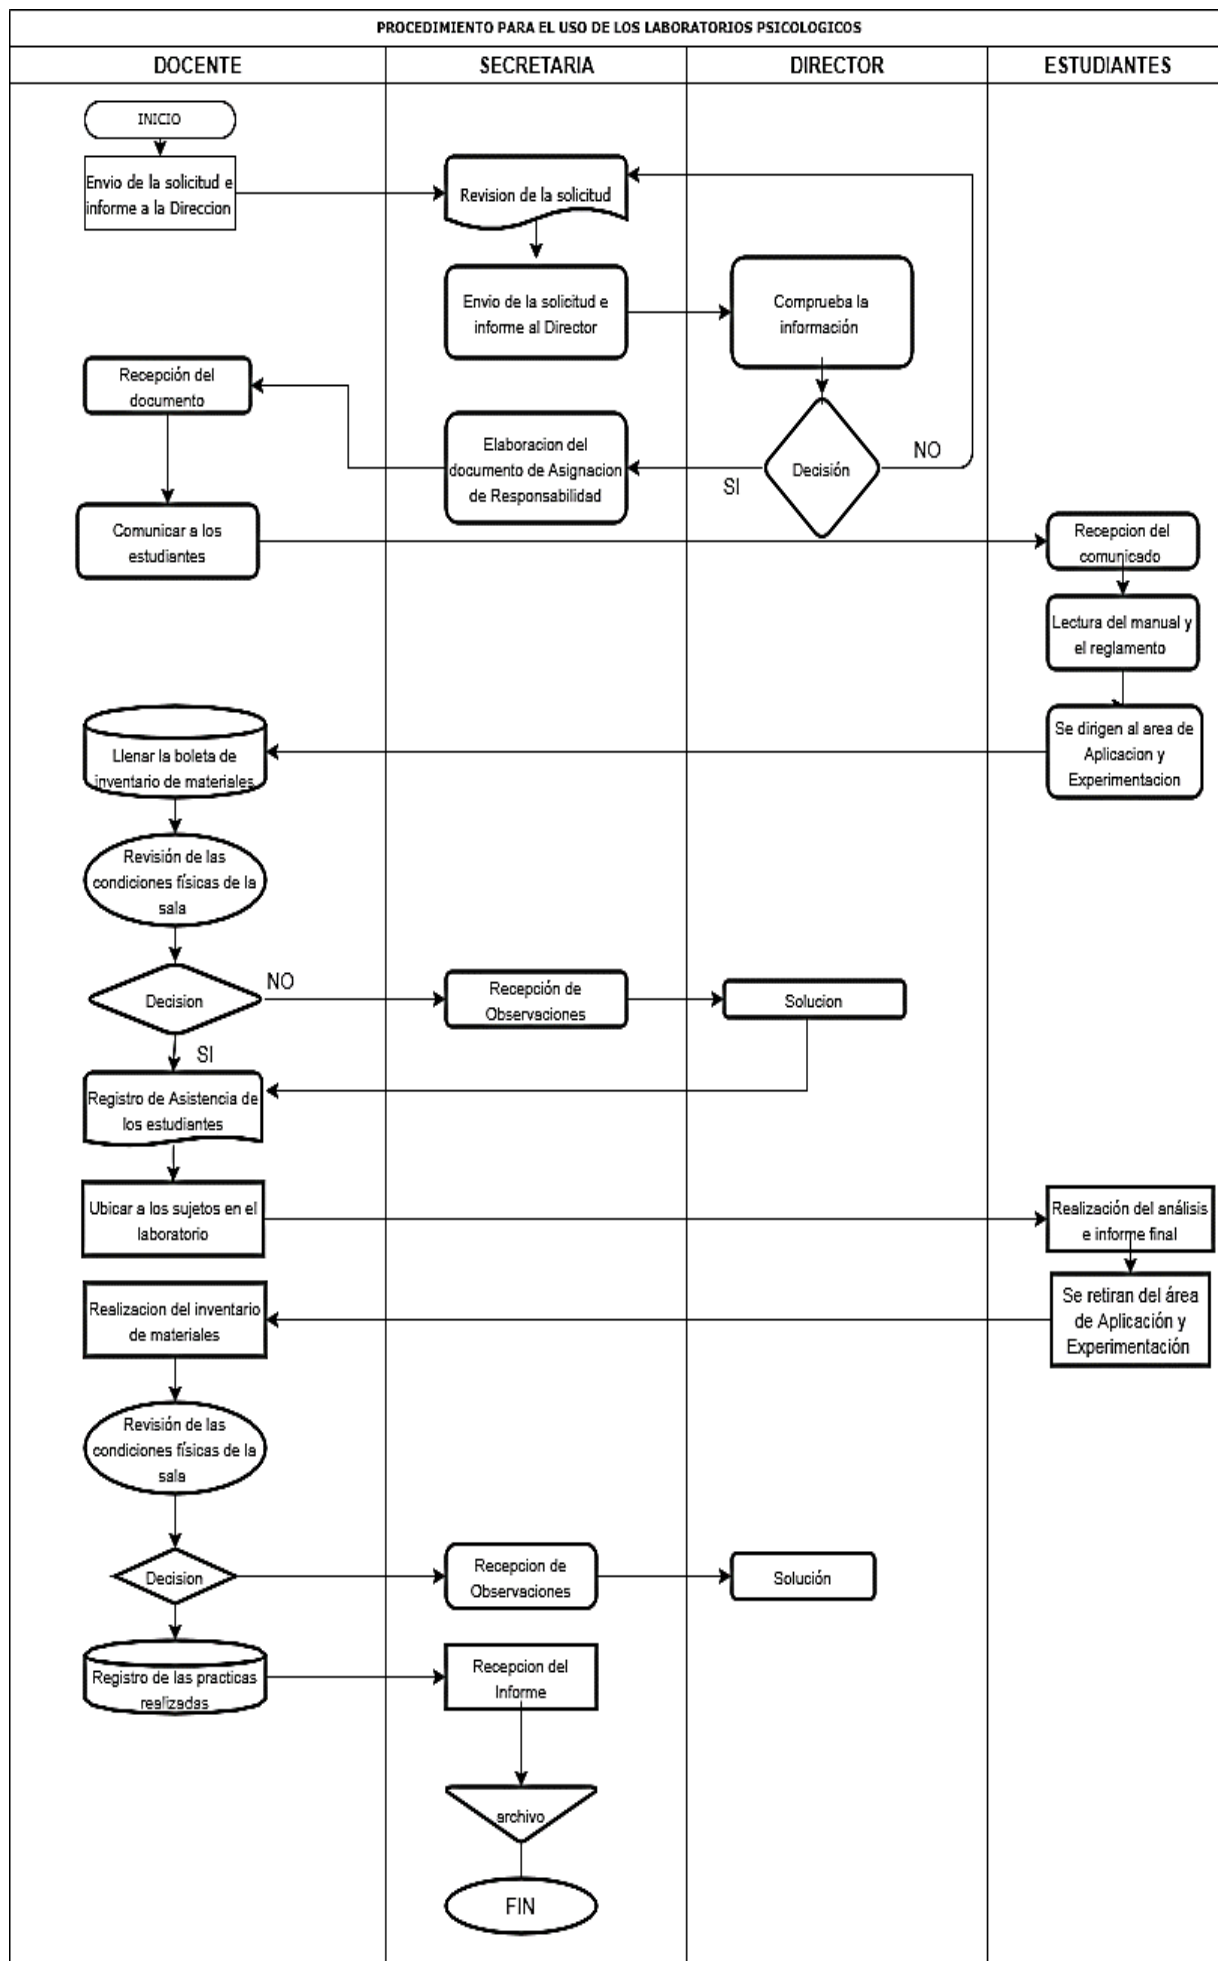 PROCEDIMIENTO PARA EL USO DE LOS LABORATORIOS PSICOLOGICOS
DOCENTE
SECRETARIA
DIRECTOR
ESTUDIANTES
INICIO
Envio de la solicitud e
informe a la Direccion
Revision de la solicitud
Envio de la solicitud e
informe al Director
Comprueba la
información
Recepción del
documento
Elaboracion del
documento de Asignacion
de Responsabilidad
SI
Decisión
NO
Comunicar a los
estudiantes
Recepcion del
comunicado
Lectura del manual y
el reglamento
Se dirigen al area de
Aplicacion y
Experimentacion
Llenar la boleta de
inventario de materiales
Revisión de las
condiciones físicas de la
sala
Decision
NO
Recepción de
Observaciones
Solucion
SI
Registro de Asistencia de
los estudiantes
Ubicar a los sujetos en el
laboratorio
Realización del análisis
e informe final
Se retiran del área
de Aplicación y
Experimentación
Realizacion del inventario
de materiales
Revisión de las
condiciones físicas de la
sala
Decision
Recepcion de
Observaciones
Solución
Registro de las practicas
realizadas
Recepcion del
Informe
archivo
FIN